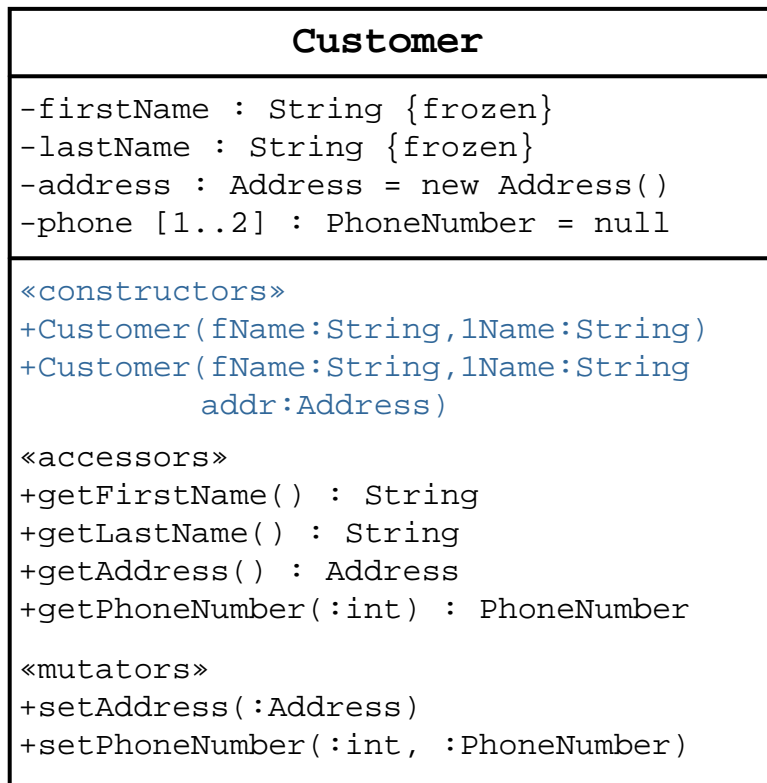 Customer
-firstName : String {frozen}
-lastName : String {frozen}
-address : Address = new Address()
-phone [1..2] : PhoneNumber = null
«constructors»
+Customer(fName:String,lName:String)
+Customer(fName:String,lName:String
addr:Address)
«accessors»
+getFirstName() : String
+getLastName() : String
+getAddress() : Address
+getPhoneNumber(:int) : PhoneNumber
«mutators»
+setAddress(:Address)
+setPhoneNumber(:int, :PhoneNumber)